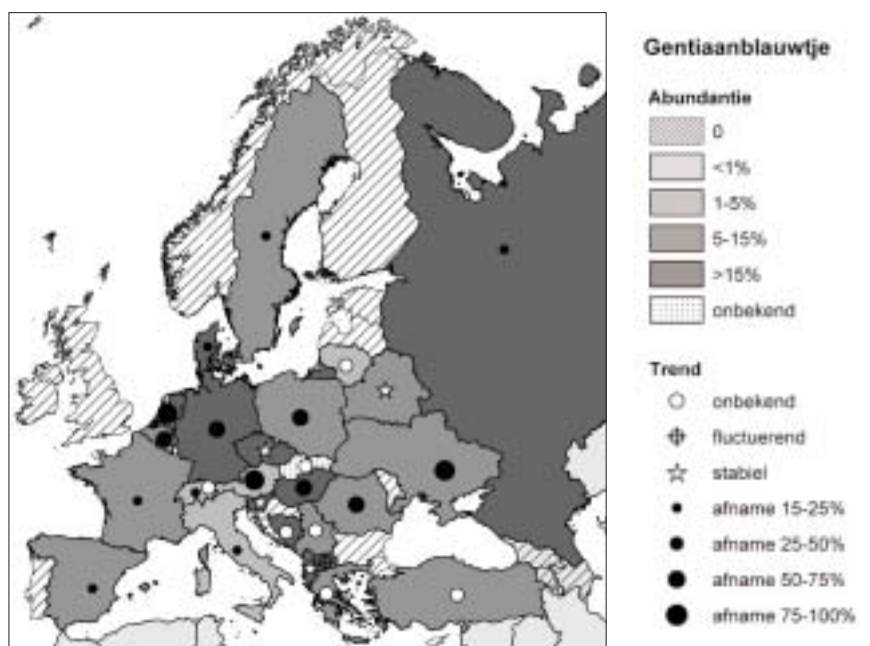 Gentiaanblauwtje
Abundantie
0
<1%
1-5%
5-15%
>15%
onbekend
Trend
onbekend
fluctuerend
stabiel
afname 15-25%
afname 25-50%
afname 50-75%
afname 75-100%